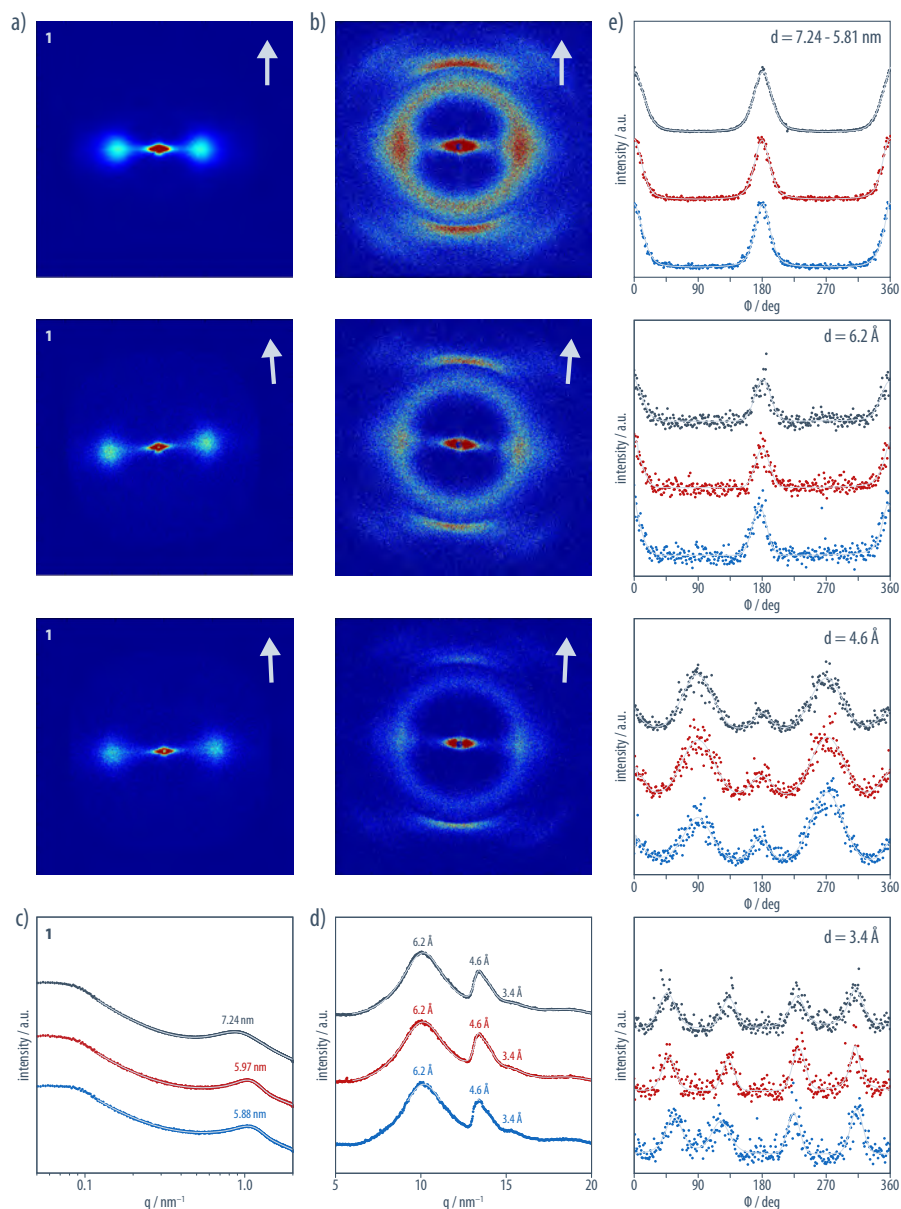 a)
1
b)
1
1
c)
1
7.24 nm
5.97 nm
5.88 nm
intensity / a.u.
0.1
1.0
q / nm⁻¹
d)
6.2 Å
4.6 Å
3.4 Å
6.2 Å
4.6 Å
3.4 Å
6.2 Å
4.6 Å
3.4 Å
intensity / a.u.
5
10
15
20
q / nm⁻¹
e)
d = 7.24 - 5.81 nm
intensity / a.u.
0
90
180
270
360
Φ / deg
d = 6.2 Å
intensity / a.u.
0
90
180
270
360
Φ / deg
d = 4.6 Å
intensity / a.u.
0
90
180
270
360
Φ / deg
d = 3.4 Å
intensity / a.u.
0
90
180
270
360
Φ / deg